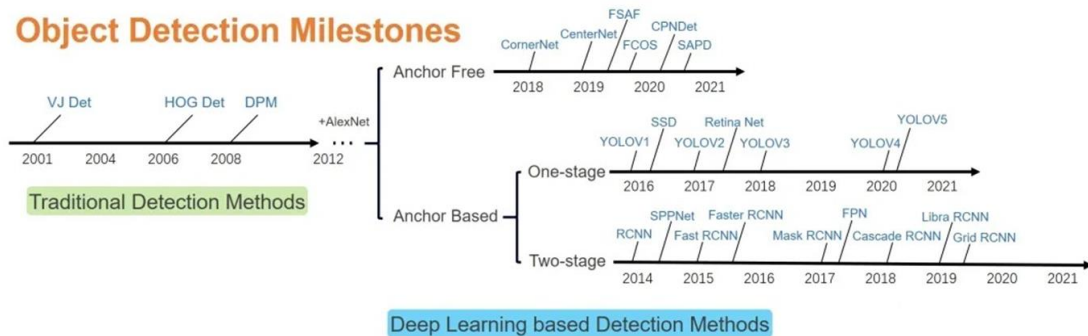 Object Detection Milestones
VJ Det HOG Det DPM
2001 2004 2006 2008 2012
+AlexNet
...
Traditional Detection Methods
Anchor Free
CornerNet CenterNet FSAF FCOS CPNDet SAPD
2018 2019 2020 2021
Anchor Based
One-stage
YOLOV1 SSD YOLOV2 Retina Net YOLOV3 YOLOV4 YOLOV5
2016 2017 2018 2019 2020 2021
Two-stage
RCNN SPPNet Fast RCNN Faster RCNN Mask RCNN FPN Cascade RCNN Libra RCNN Grid RCNN
2014 2015 2016 2017 2018 2019 2020 2021
Deep Learning based Detection Methods